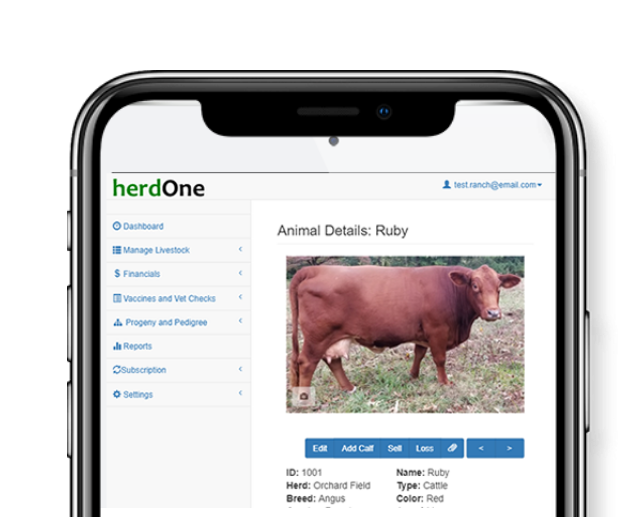 herdOne
test.ranch@email.com
Dashboard
Manage Livestock
$ Financials
Vaccines and Vet Checks
Progeny and Pedigree
Reports
Subscription
Settings
Animal Details: Ruby
Edit Add Calf Sell Loss < >
ID: 1001 Name: Ruby
Herd: Orchard Field Type: Cattle
Breed: Angus Color: Red